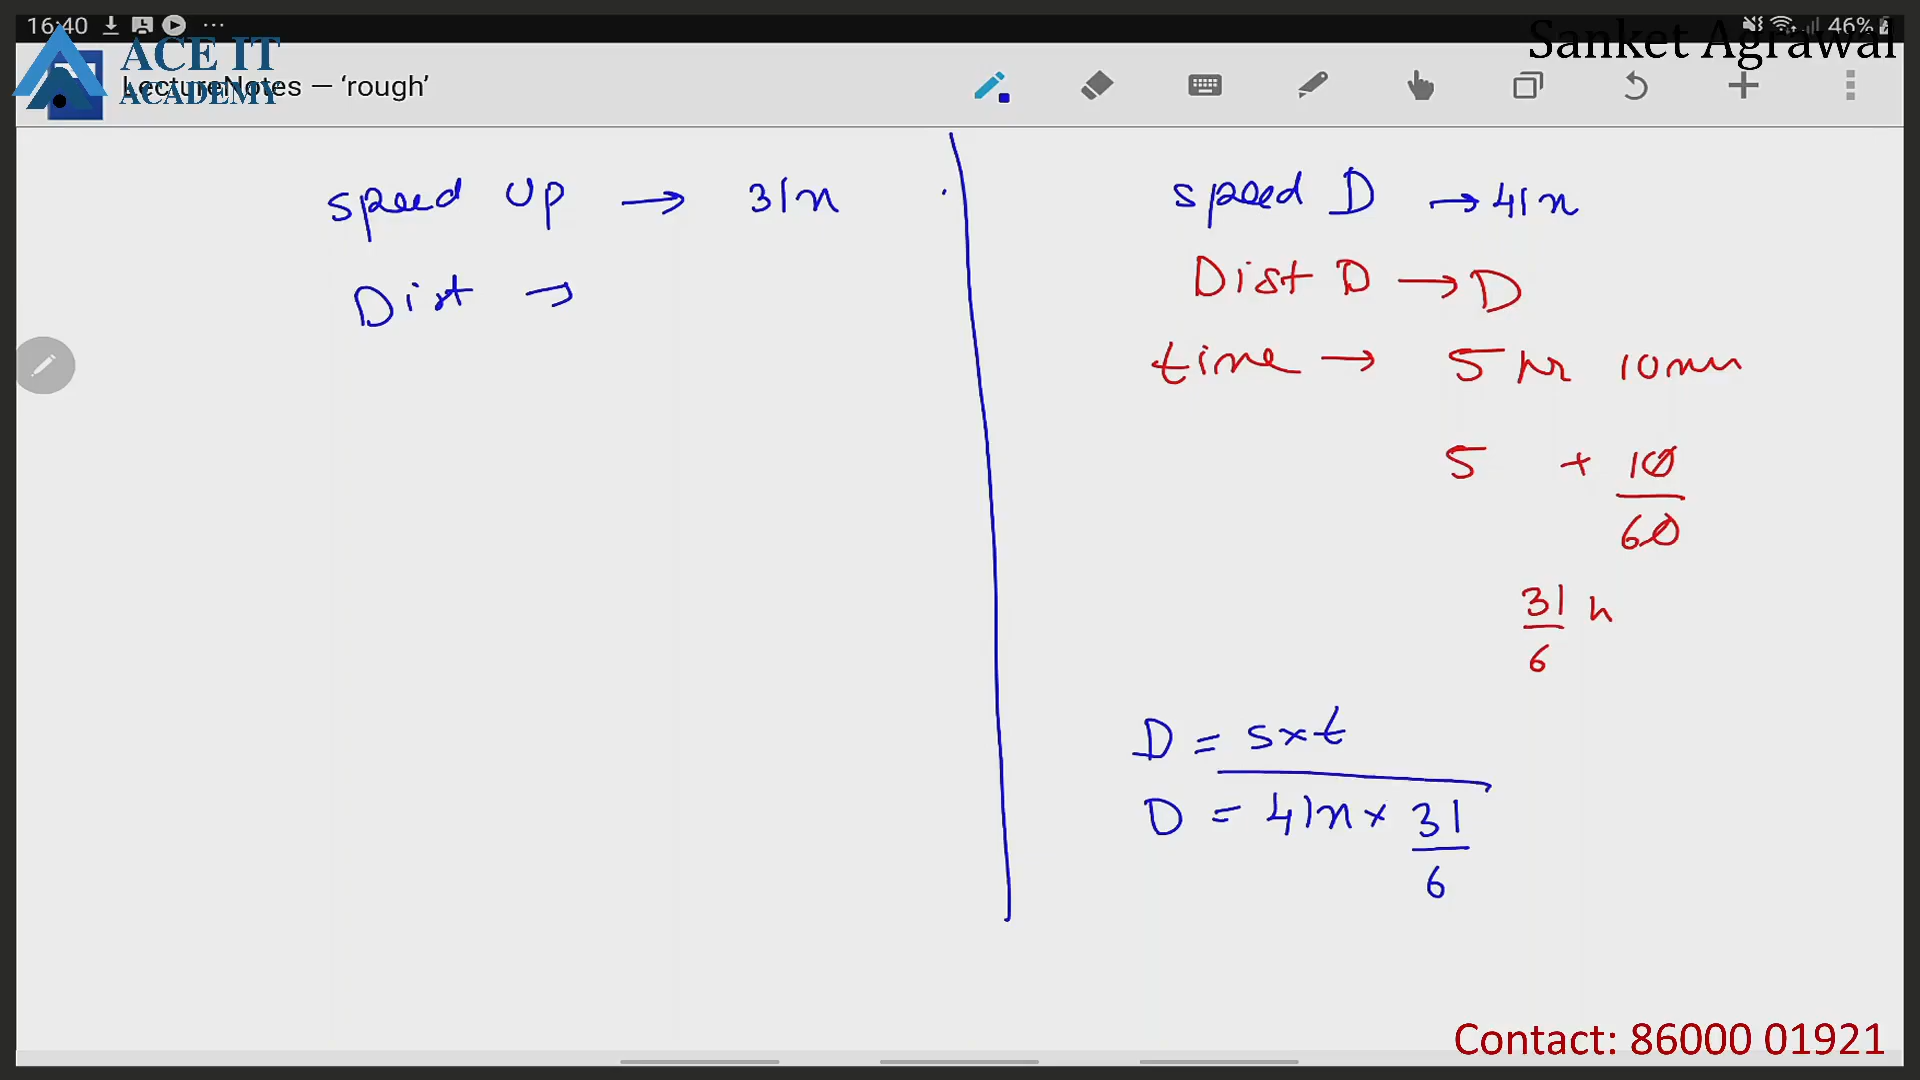 16:40 ... 46%
Sanket Agrawal
ACE IT
ACADEMY
LectureNotes — ‘rough’
speed Up → 31x
Dist →
speed D → 41x
Dist D → D
time → 5 hr 10 min
5 + 10/60
31/6 h
D = s×t
D = 41x × 31/6
Contact: 86000 01921